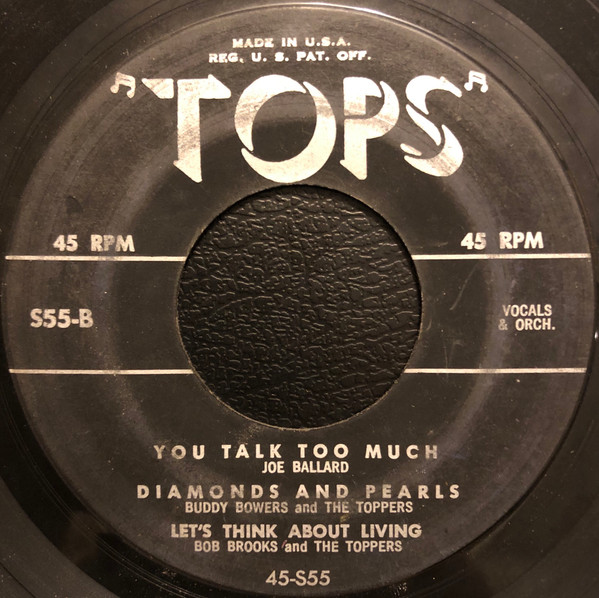 MADE IN U.S.A.
REG. U. S. PAT. OFF.
"TOPS"
45 RPM
45 RPM
S55-B
VOCALS
& ORCH.
YOU TALK TOO MUCH
JOE BALLARD
DIAMONDS AND PEARLS
BUDDY BOWERS and THE TOPPERS
LET'S THINK ABOUT LIVING
BOB BROOKS and THE TOPPERS
45-S55